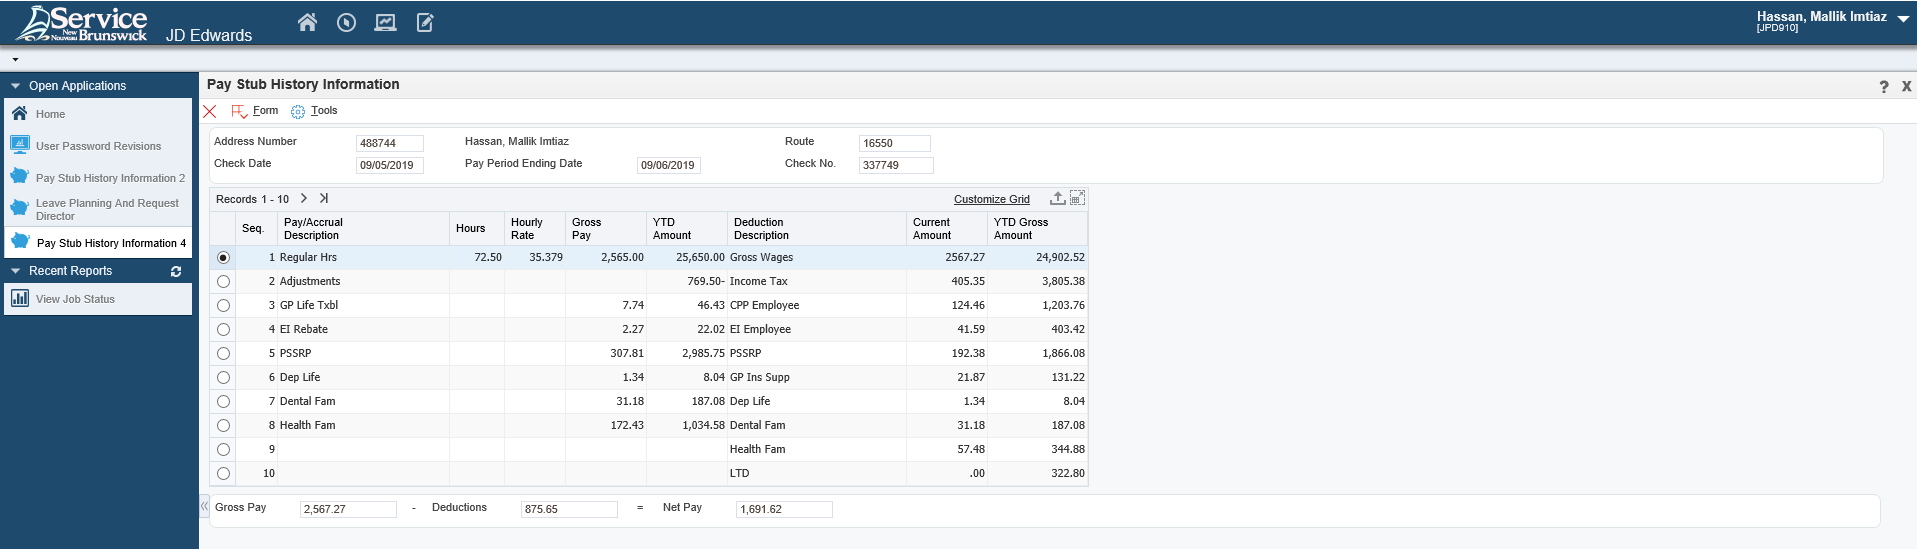 Service
New Nouveau Brunswick
JD Edwards
Hassan, Mallik Imtiaz
[JPD910]
Open Applications
Home
User Password Revisions
Pay Stub History Information 2
Leave Planning And Request Director
Pay Stub History Information 4
Recent Reports
View Job Status
Pay Stub History Information
? X
Form Tools
Address Number 488744 Hassan, Mallik Imtiaz Route 16550
Check Date 09/05/2019 Pay Period Ending Date 09/06/2019 Check No. 337749
Records 1 - 10 Customize Grid
Seq. Pay/Accrual Description Hours Hourly Rate Gross Pay YTD Amount Deduction Description Current Amount YTD Gross Amount
1 Regular Hrs 72.50 35.379 2,565.00 25,650.00 Gross Wages 2567.27 24,902.52
2 Adjustments 769.50- Income Tax 405.35 3,805.38
3 GP Life Txbl 7.74 46.43 CPP Employee 124.46 1,203.76
4 EI Rebate 2.27 22.02 EI Employee 41.59 403.42
5 PSSRP 307.81 2,985.75 PSSRP 192.38 1,866.08
6 Dep Life 1.34 8.04 GP Ins Supp 21.87 131.22
7 Dental Fam 31.18 187.08 Dep Life 1.34 8.04
8 Health Fam 172.43 1,034.58 Dental Fam 31.18 187.08
9 Health Fam 57.48 344.88
10 LTD .00 322.80
Gross Pay 2,567.27 - Deductions 875.65 = Net Pay 1,691.62